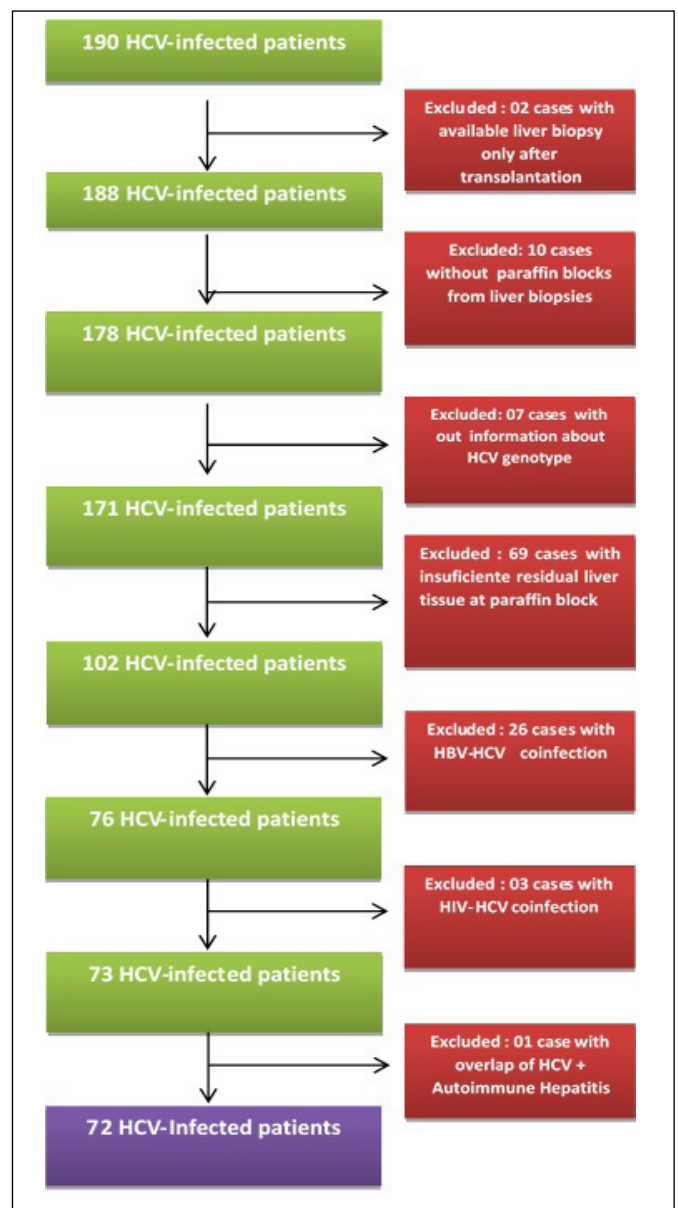 190 HCV-infected patients
Excluded : 02 cases with
available liver biopsy
only after
transplantation
188 HCV-infected patients
Excluded: 10 cases
without paraffin blocks
from liver biopsies
178 HCV-infected patients
Excluded: 07 cases with
out information about
HCV genotype
171 HCV-infected patients
Excluded : 69 cases with
insuficiente residual liver
tissue at paraffin block
102 HCV-infected patients
Excluded : 26 cases with
HBV-HCV coinfection
76 HCV-infected patients
Excluded : 03 cases with
HIV-HCV coinfection
73 HCV-infected patients
Excluded : 01 case with
overlap of HCV +
Autoimmune Hepatitis
72 HCV-Infected patients